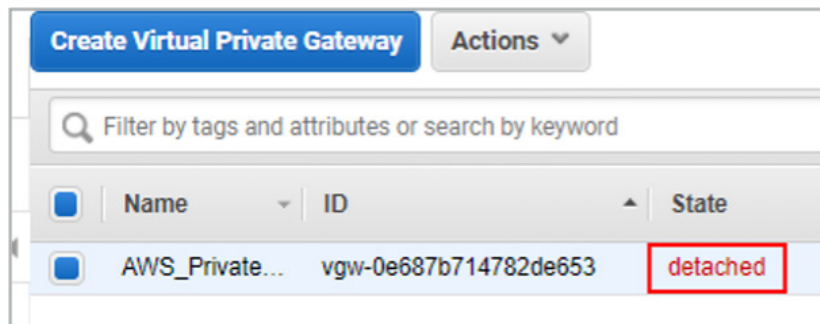 Create Virtual Private Gateway Actions
Filter by tags and attributes or search by keyword
Name ID State
AWS_Private... vgw-0e687b714782de653 detached